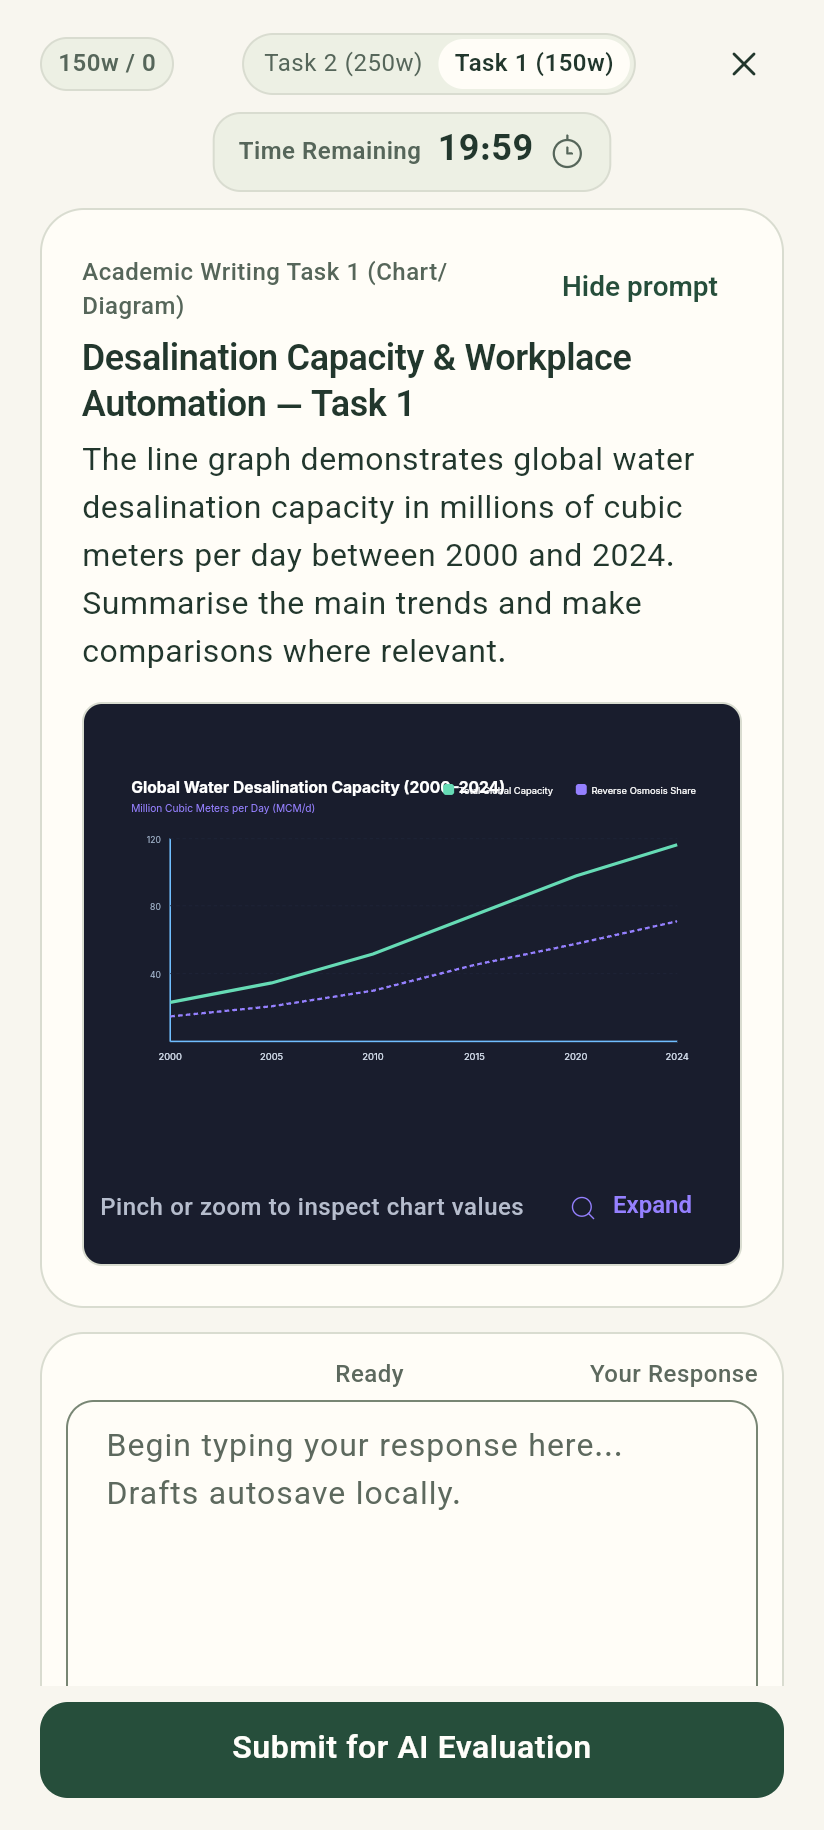 150w / 0
Task 2 (250w)
Task 1 (150w)
Time Remaining 19:59
Academic Writing Task 1 (Chart/
Diagram)
Hide prompt
Desalination Capacity & Workplace
Automation — Task 1
The line graph demonstrates global water
desalination capacity in millions of cubic
meters per day between 2000 and 2024.
Summarise the main trends and make
comparisons where relevant.
Global Water Desalination Capacity (2000–2024)
Total Global Capacity
Reverse Osmosis Share
Million Cubic Meters per Day (MCM/d)
120
80
40
2000 2005 2010 2015 2020 2024
Pinch or zoom to inspect chart values
Expand
Ready
Your Response
Begin typing your response here...
Drafts autosave locally.
Submit for AI Evaluation